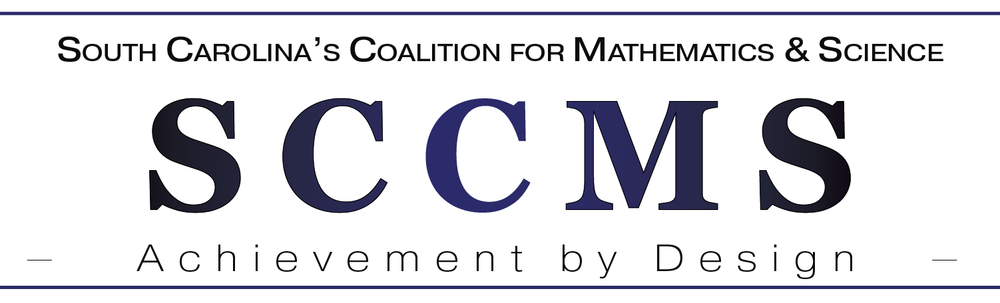 South Carolina's Coalition for Mathematics & Science
SCCMS
Achievement by Design